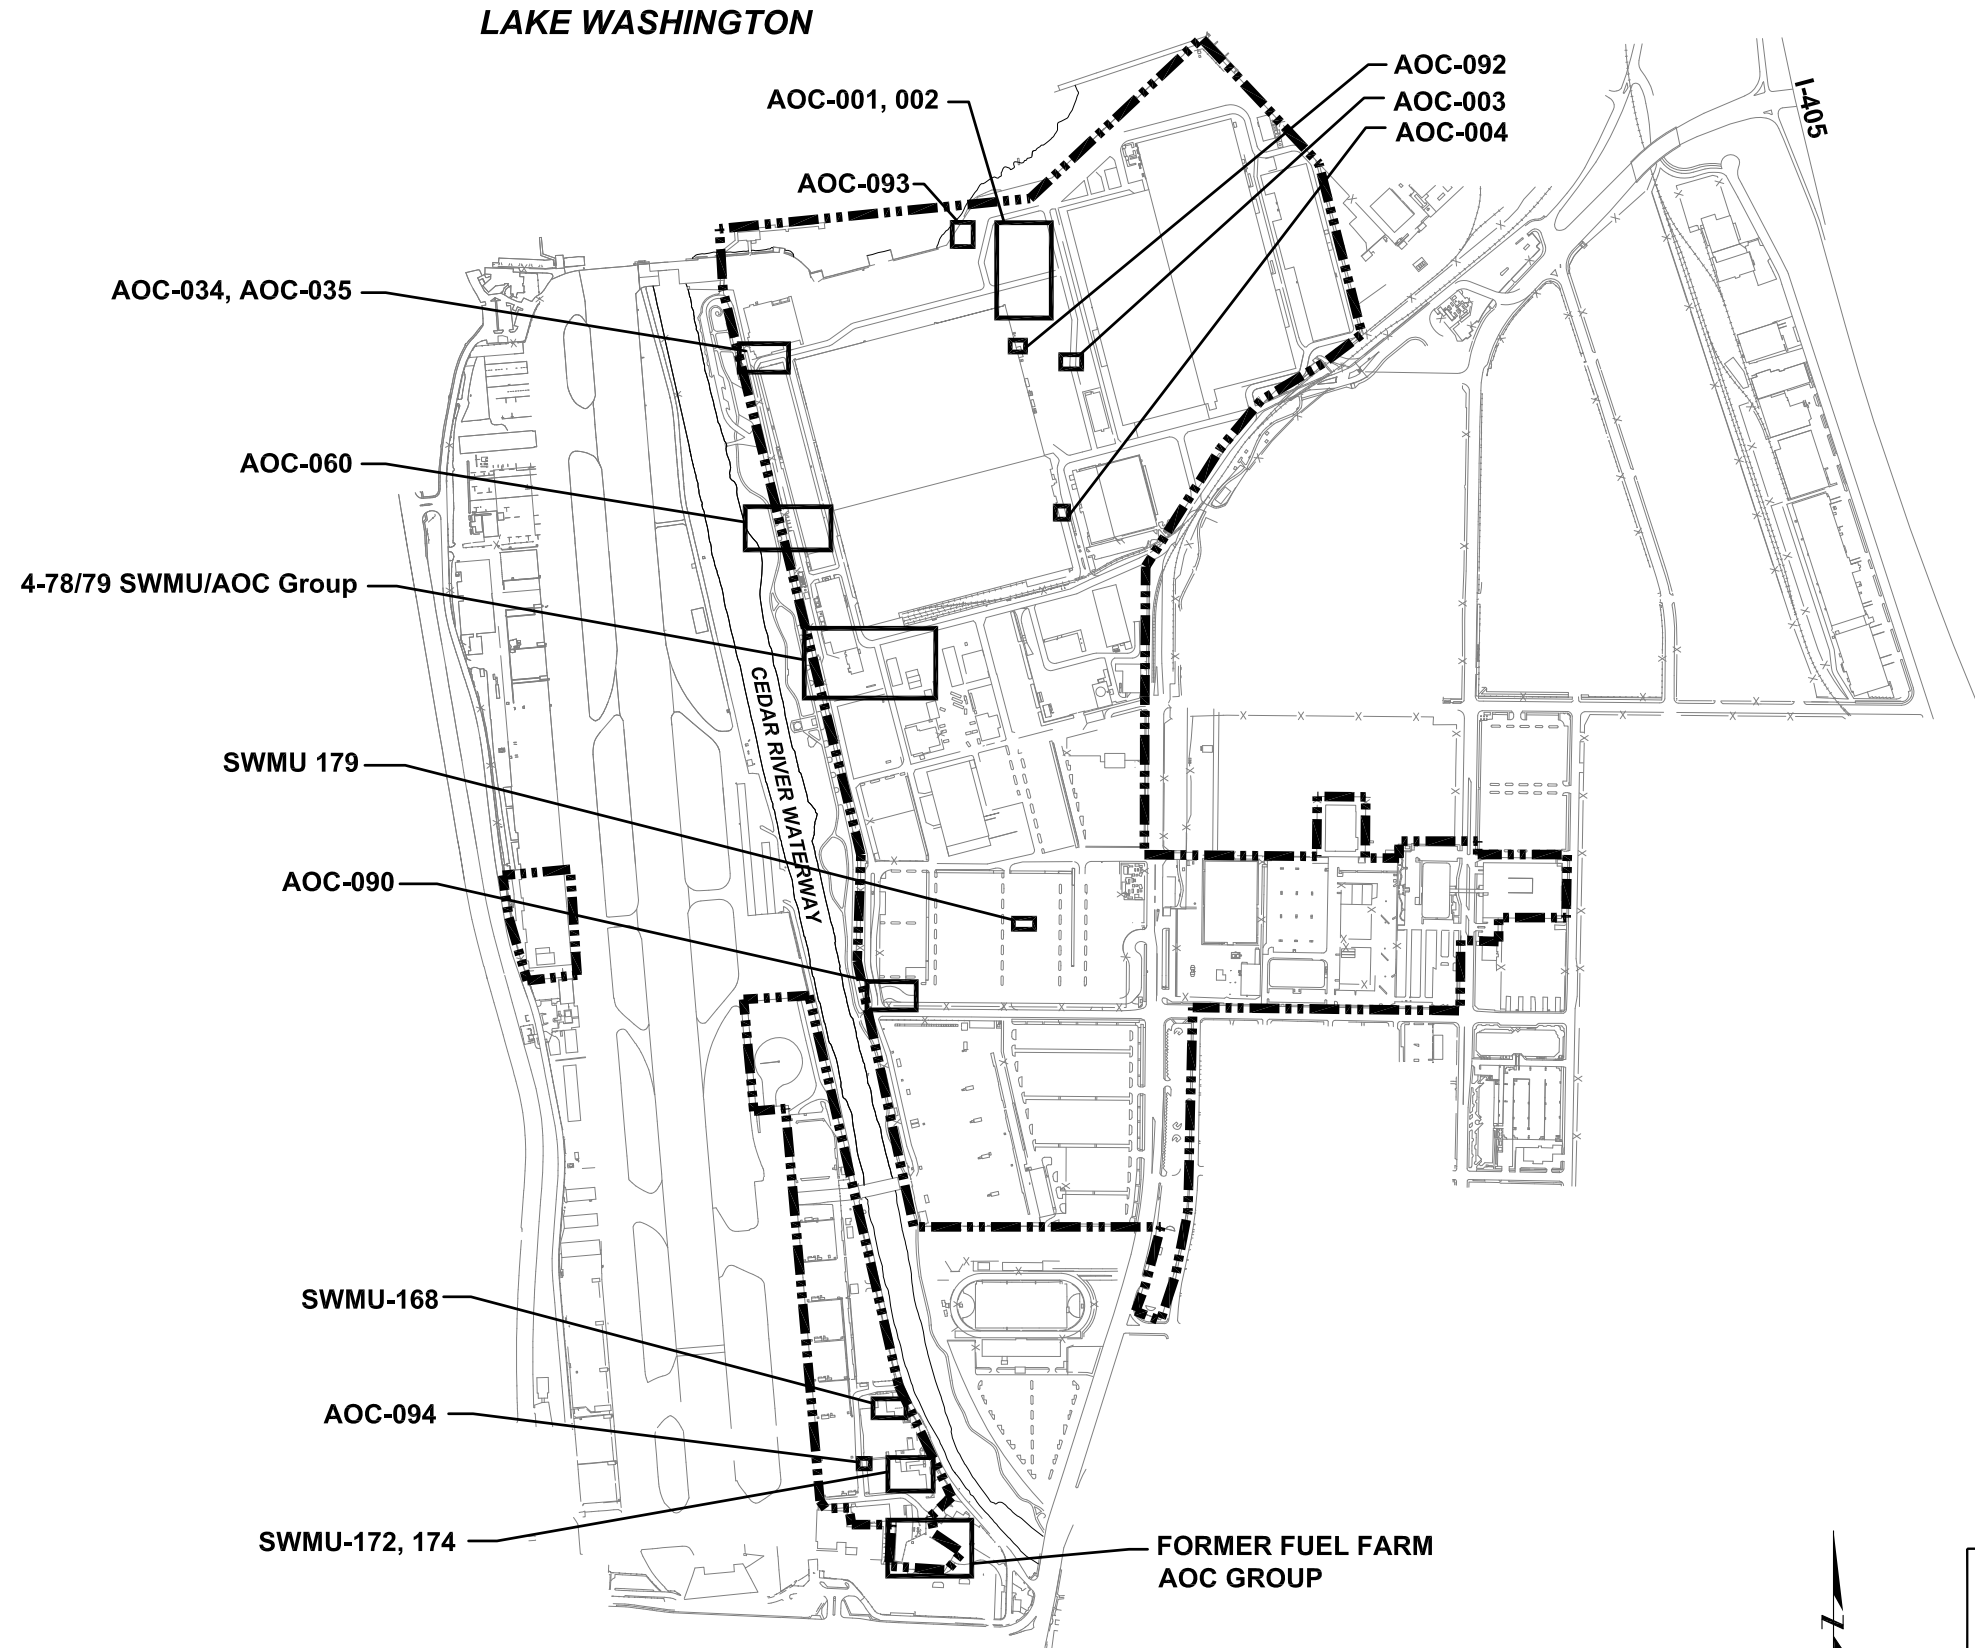 LAKE WASHINGTON
AOC-092
AOC-001, 002
AOC-003
AOC-004
I-405
AOC-093
AOC-034, AOC-035
AOC-060
4-78/79 SWMU/AOC Group
CEDAR RIVER WATERWAY
SWMU 179
AOC-090
SWMU-168
AOC-094
SWMU-172, 174
FORMER FUEL FARM
AOC GROUP